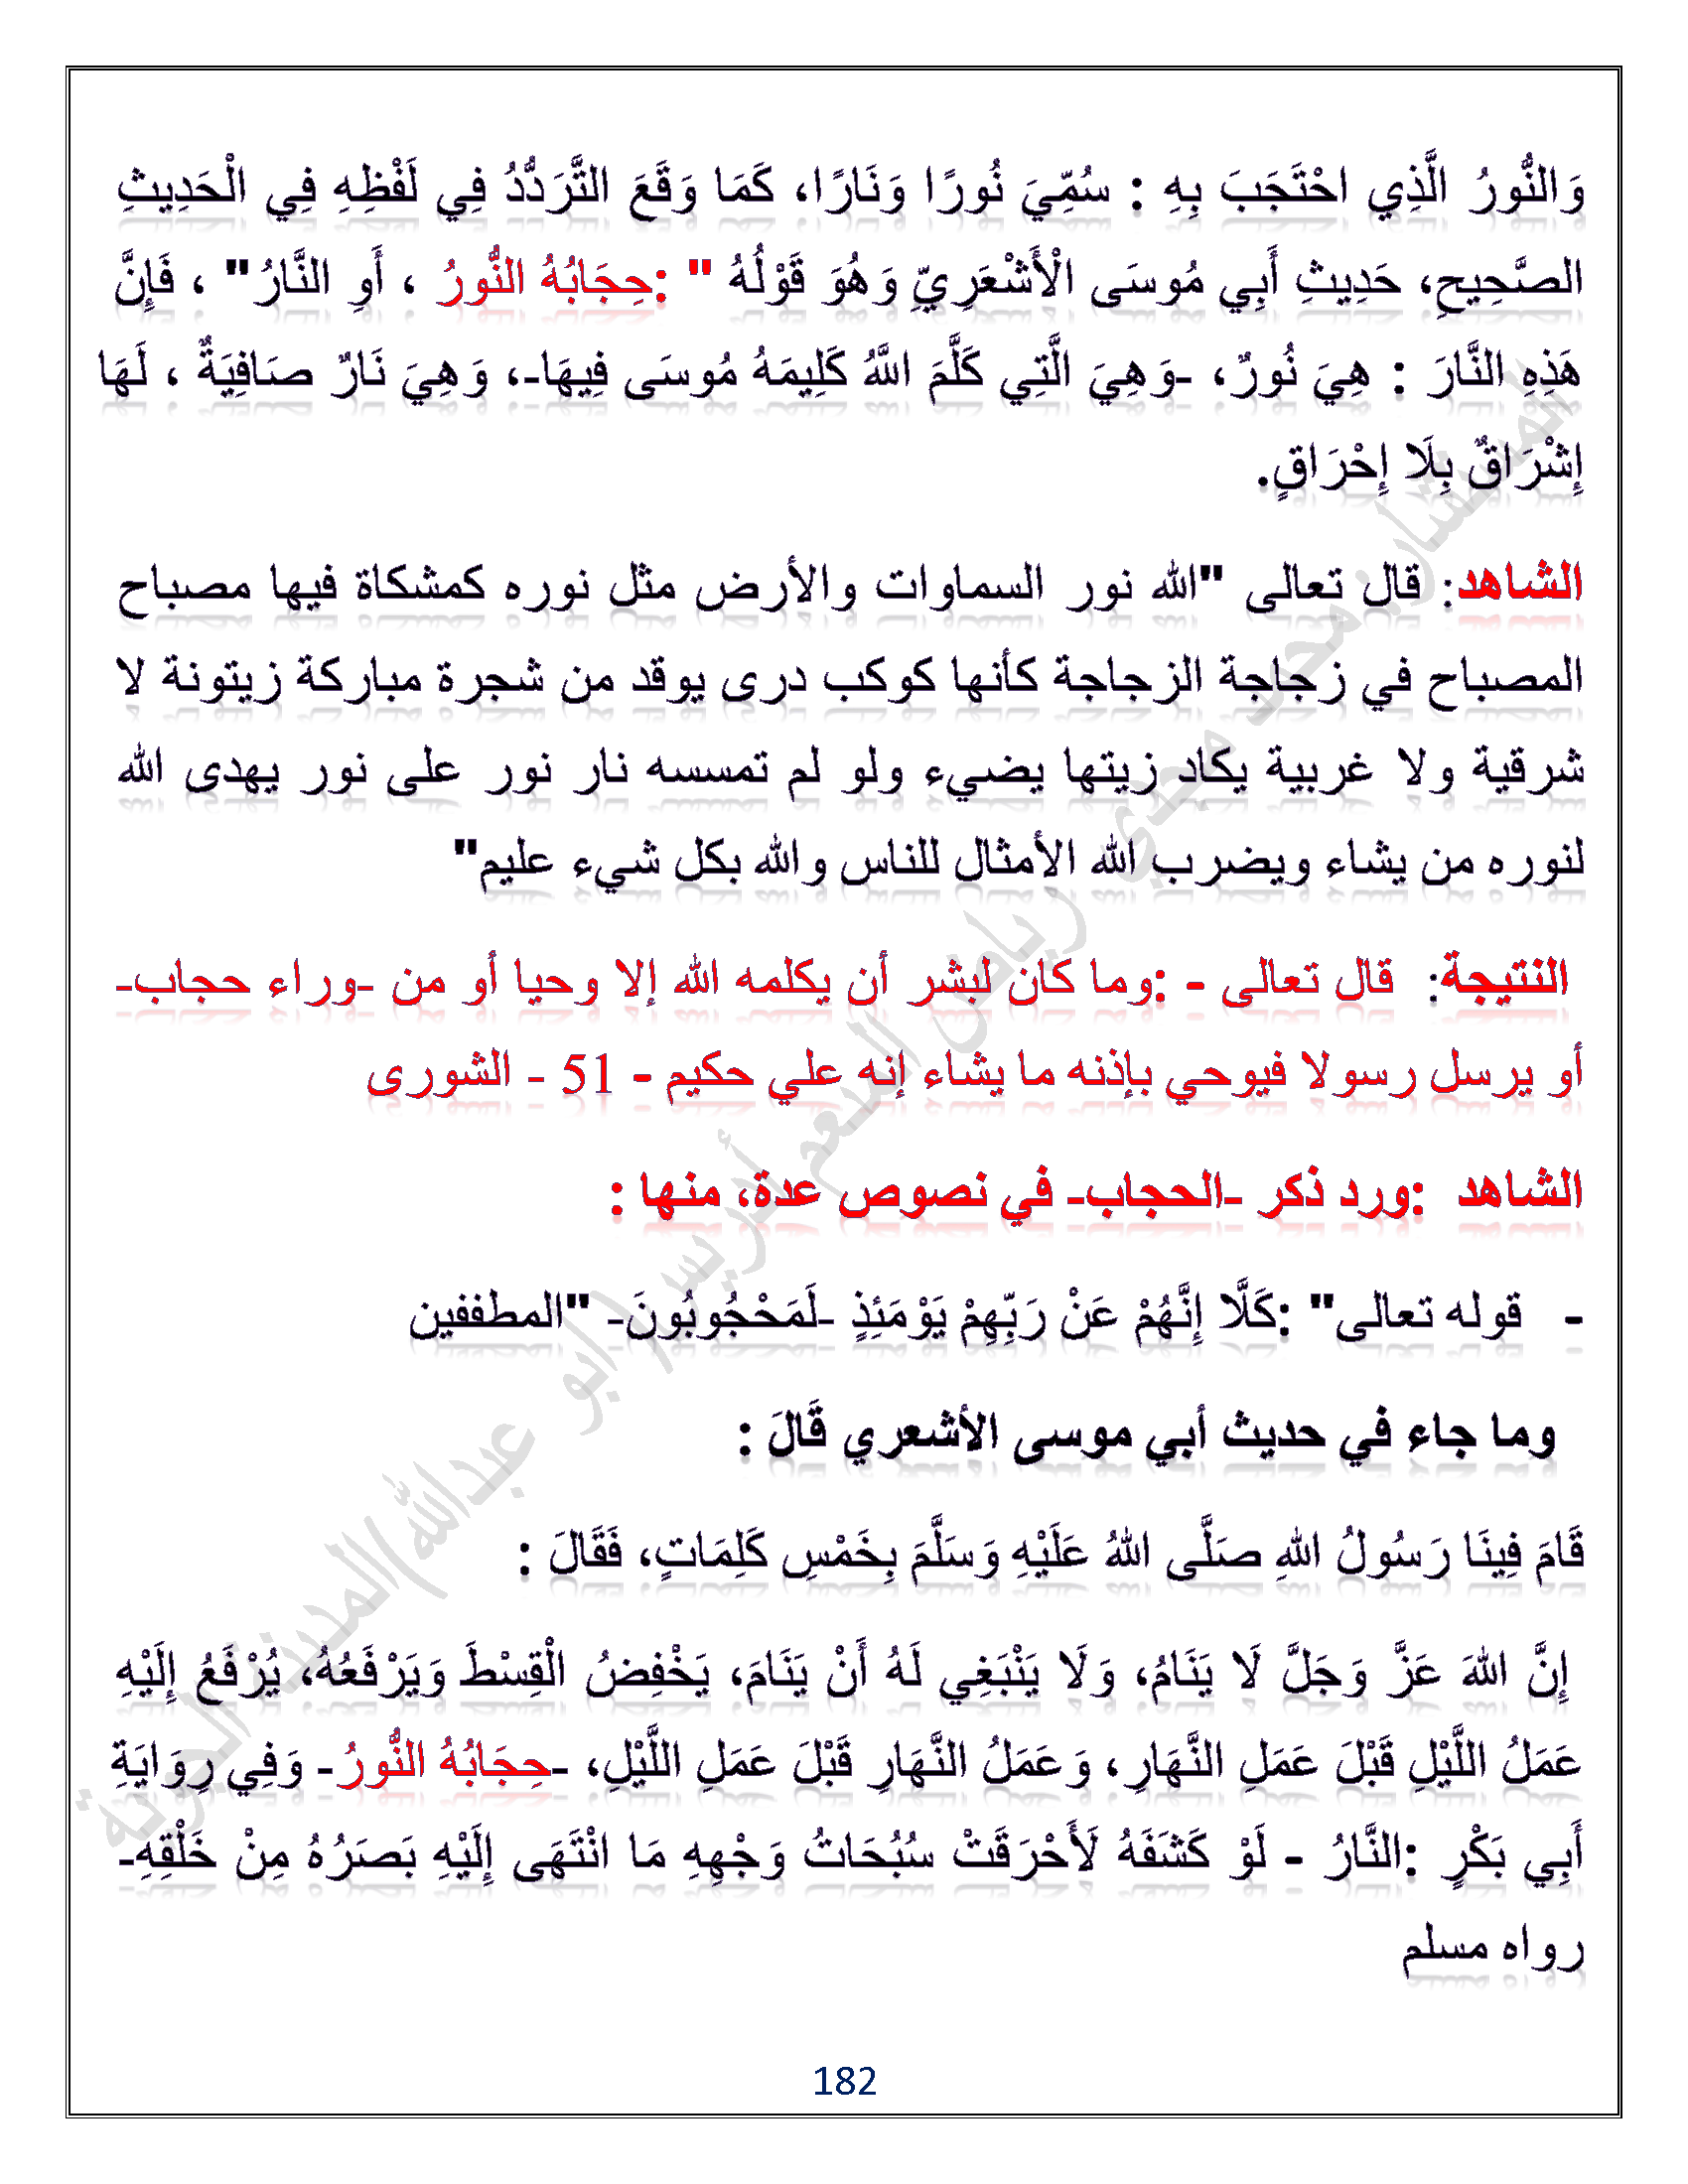 وَالنُّورُ الَّذِي احْتَجَبَ بِهِ : سُمِّيَ نُورًا وَنَارًا، كَمَا وَقَعَ التَّرَدُّدُ فِي لَفْظِهِ فِي الْحَدِيثِ
الصَّحِيحِ، حَدِيثِ أَبِي مُوسَى الْأَشْعَرِيِّ وَهُوَ قَوْلُهُ " :حِجَابُهُ النُّورُ ، أَوِ النَّارُ" ، فَإِنَّ
هَذِهِ النَّارَ : هِيَ نُورٌ، -وَهِيَ الَّتِي كَلَّمَ اللَّهُ كَلِيمَهُ مُوسَى فِيهَا-، وَهِيَ نَارٌ صَافِيَةٌ ، لَهَا
إِشْرَاقٌ بِلَا إِحْرَاقٍ.
الشاهد: قال تعالى "الله نور السماوات والأرض مثل نوره كمشكاة فيها مصباح
المصباح في زجاجة الزجاجة كأنها كوكب درى يوقد من شجرة مباركة زيتونة لا
شرقية ولا غربية يكاد زيتها يضيء ولو لم تمسسه نار نور على نور يهدى الله
لنوره من يشاء ويضرب الله الأمثال للناس والله بكل شيء عليم"
النتيجة: قال تعالى - :وما كان لبشر أن يكلمه الله إلا وحيا أو من -وراء حجاب-
أو يرسل رسولا فيوحي بإذنه ما يشاء إنه علي حكيم - 51 - الشورى
الشاهد :ورد ذكر -الحجاب- في نصوص عدة، منها :
- قوله تعالى" :كَلَّا إِنَّهُمْ عَنْ رَبِّهِمْ يَوْمَئِذٍ -لَمَحْجُوبُونَ- "المطففين
وما جاء في حديث أبي موسى الأشعري قَالَ :
قَامَ فِينَا رَسُولُ اللهِ صَلَّى اللهُ عَلَيْهِ وَسَلَّمَ بِخَمْسِ كَلِمَاتٍ، فَقَالَ :
إِنَّ اللهَ عَزَّ وَجَلَّ لَا يَنَامُ، وَلَا يَنْبَغِي لَهُ أَنْ يَنَامَ، يَخْفِضُ الْقِسْطَ وَيَرْفَعُهُ، يُرْفَعُ إِلَيْهِ
عَمَلُ اللَّيْلِ قَبْلَ عَمَلِ النَّهَارِ، وَعَمَلُ النَّهَارِ قَبْلَ عَمَلِ اللَّيْلِ، -حِجَابُهُ النُّورُ- وَفِي رِوَايَةِ
أَبِي بَكْرٍ :النَّارُ - لَوْ كَشَفَهُ لَأَحْرَقَتْ سُبُحَاتُ وَجْهِهِ مَا انْتَهَى إِلَيْهِ بَصَرُهُ مِنْ خَلْقِهِ-
رواه مسلم
182